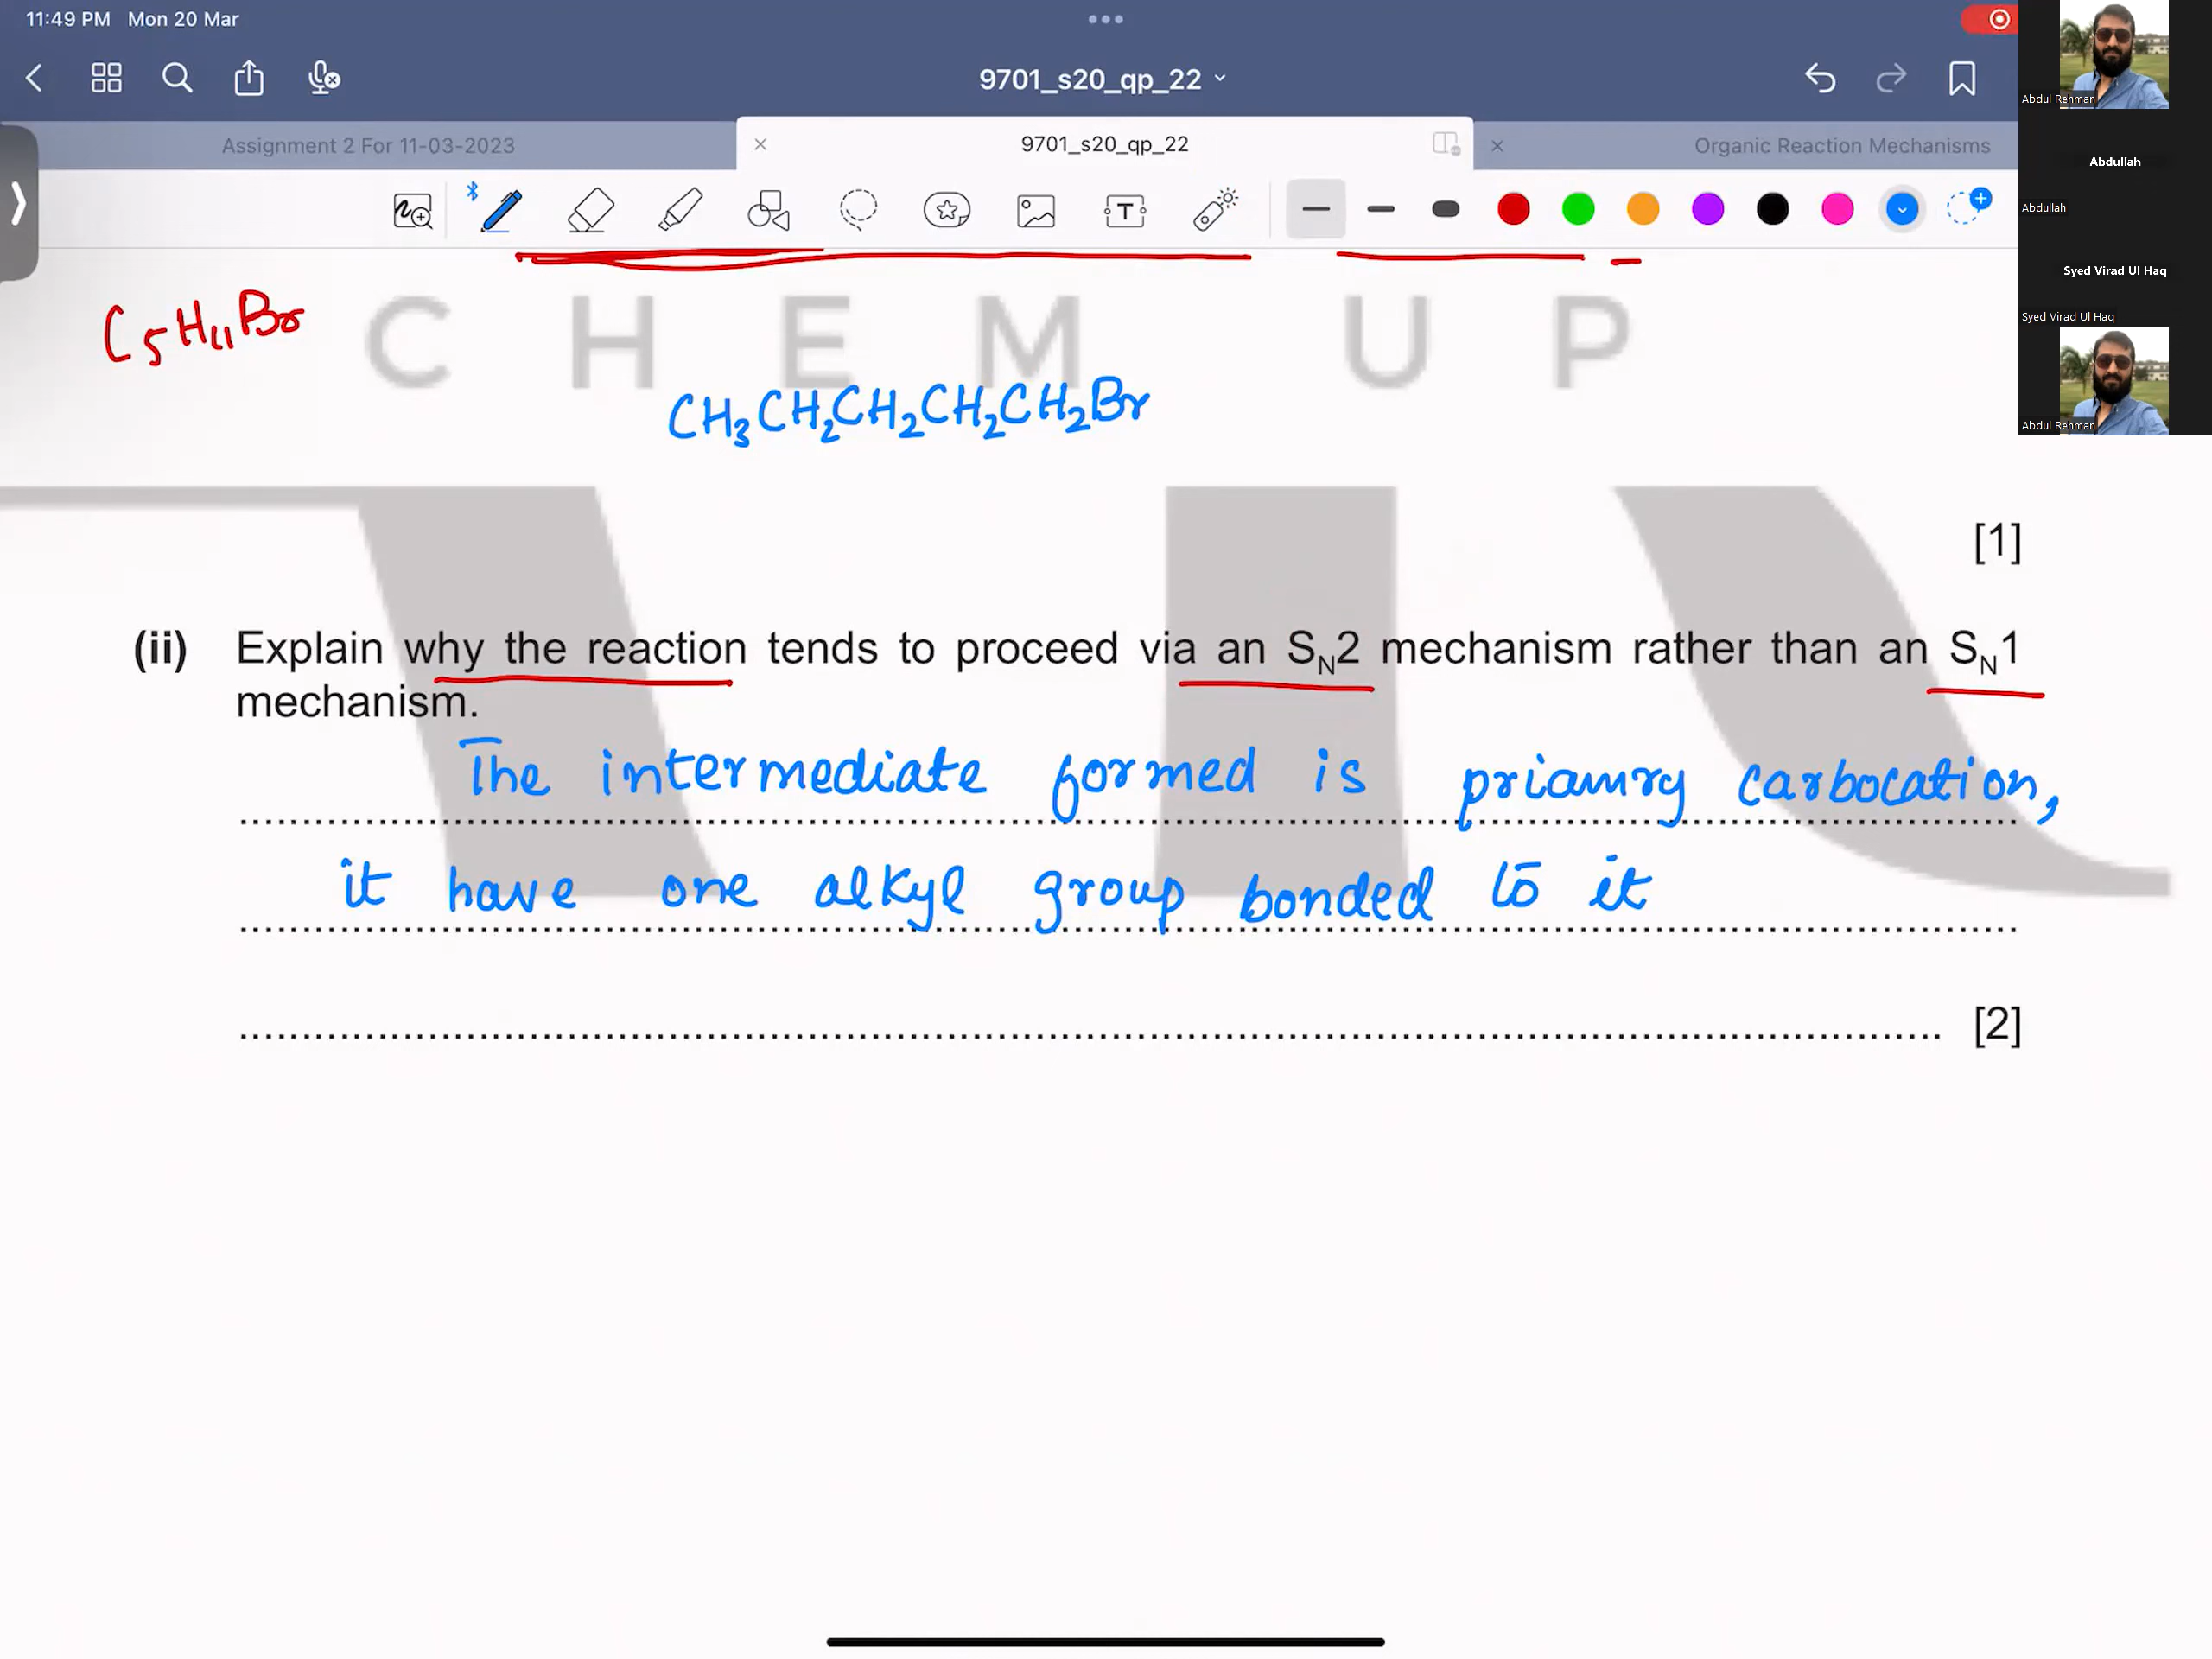 11:49 PM Mon 20 Mar
9701_s20_qp_22
Abdul Rehman
Assignment 2 For 11-03-2023
9701_s20_qp_22
Organic Reaction Mechanisms
Abdullah
Abdullah
T
Syed Virad Ul Haq
Syed Virad Ul Haq
C5H11Br
CHEM UP
CH3CH2CH2CH2CH2Br
Abdul Rehman
[1]
(ii) Explain why the reaction tends to proceed via an SN2 mechanism rather than an SN1
mechanism.
The intermediate formed is priamry carbocation,
it have one alkyl group bonded to it
[2]